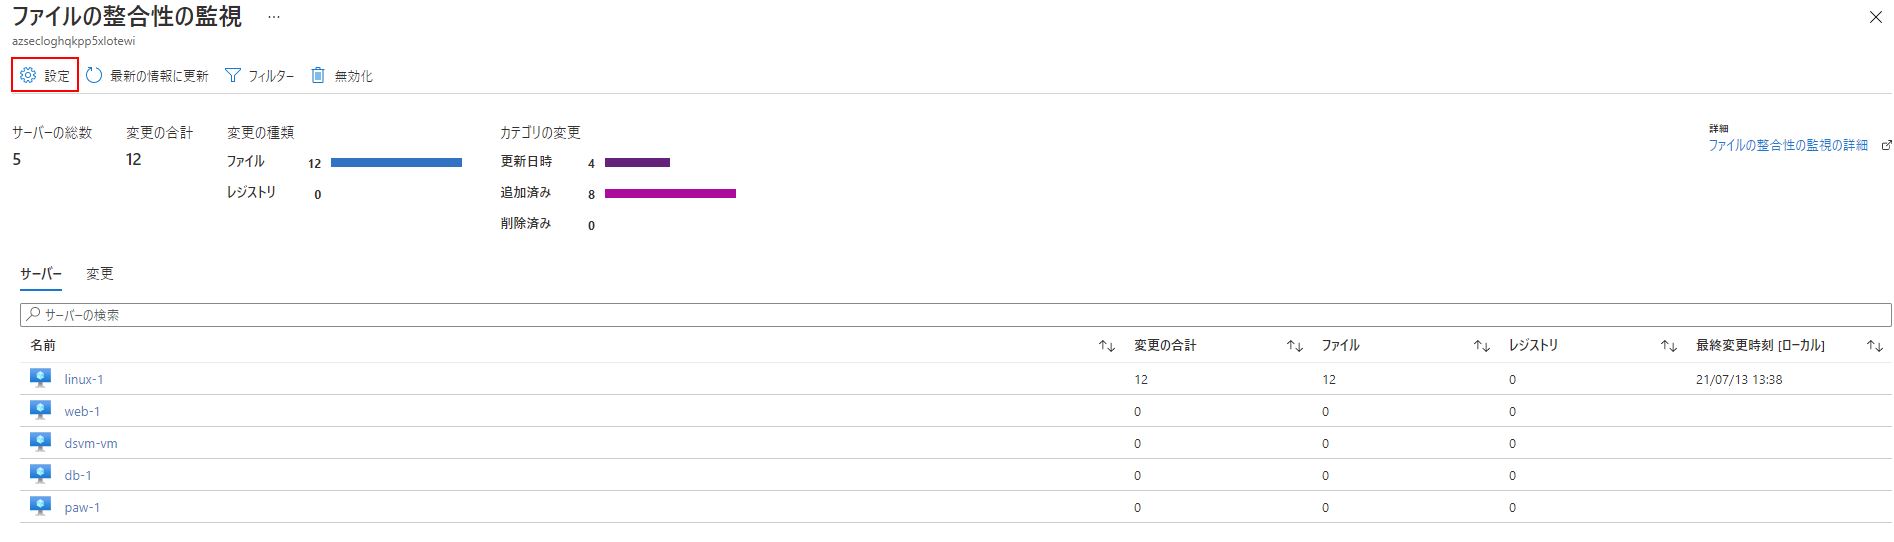 ファイルの整合性の監視 ...
azsecloghqkpp5xlotewi
設定 最新の情報に更新 フィルター 無効化
サーバーの総数 変更の合計 変更の種類 カテゴリの変更
5 12
ファイル 12
レジストリ 0
更新日時 4
追加済み 8
削除済み 0
詳細
ファイルの整合性の監視の詳細
サーバー 変更
サーバーの検索
名前 変更の合計 ファイル レジストリ 最終変更時刻 [ローカル]
linux-1 12 12 0 21/07/13 13:38
web-1 0 0 0
dsvm-vm 0 0 0
db-1 0 0 0
paw-1 0 0 0